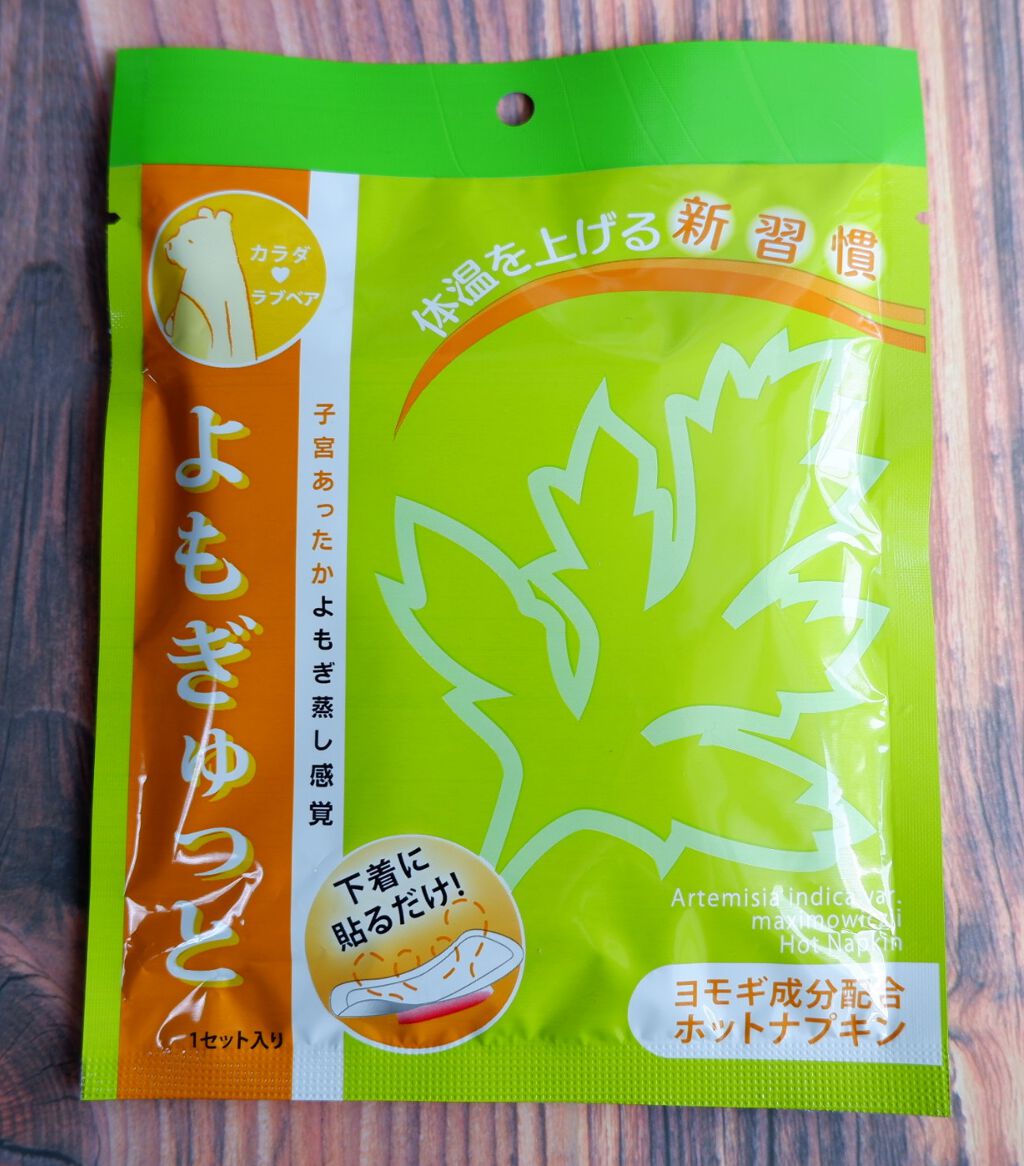 体温を上げる新習慣
カラダ
♥
ラブベア
よもぎゅっと
子宮あったかよもぎ蒸し感覚
下着に
貼るだけ!
Artemisia indica var.
maximowiczii
Hot Napkin
ヨモギ成分配合
ホットナプキン
1セット入り